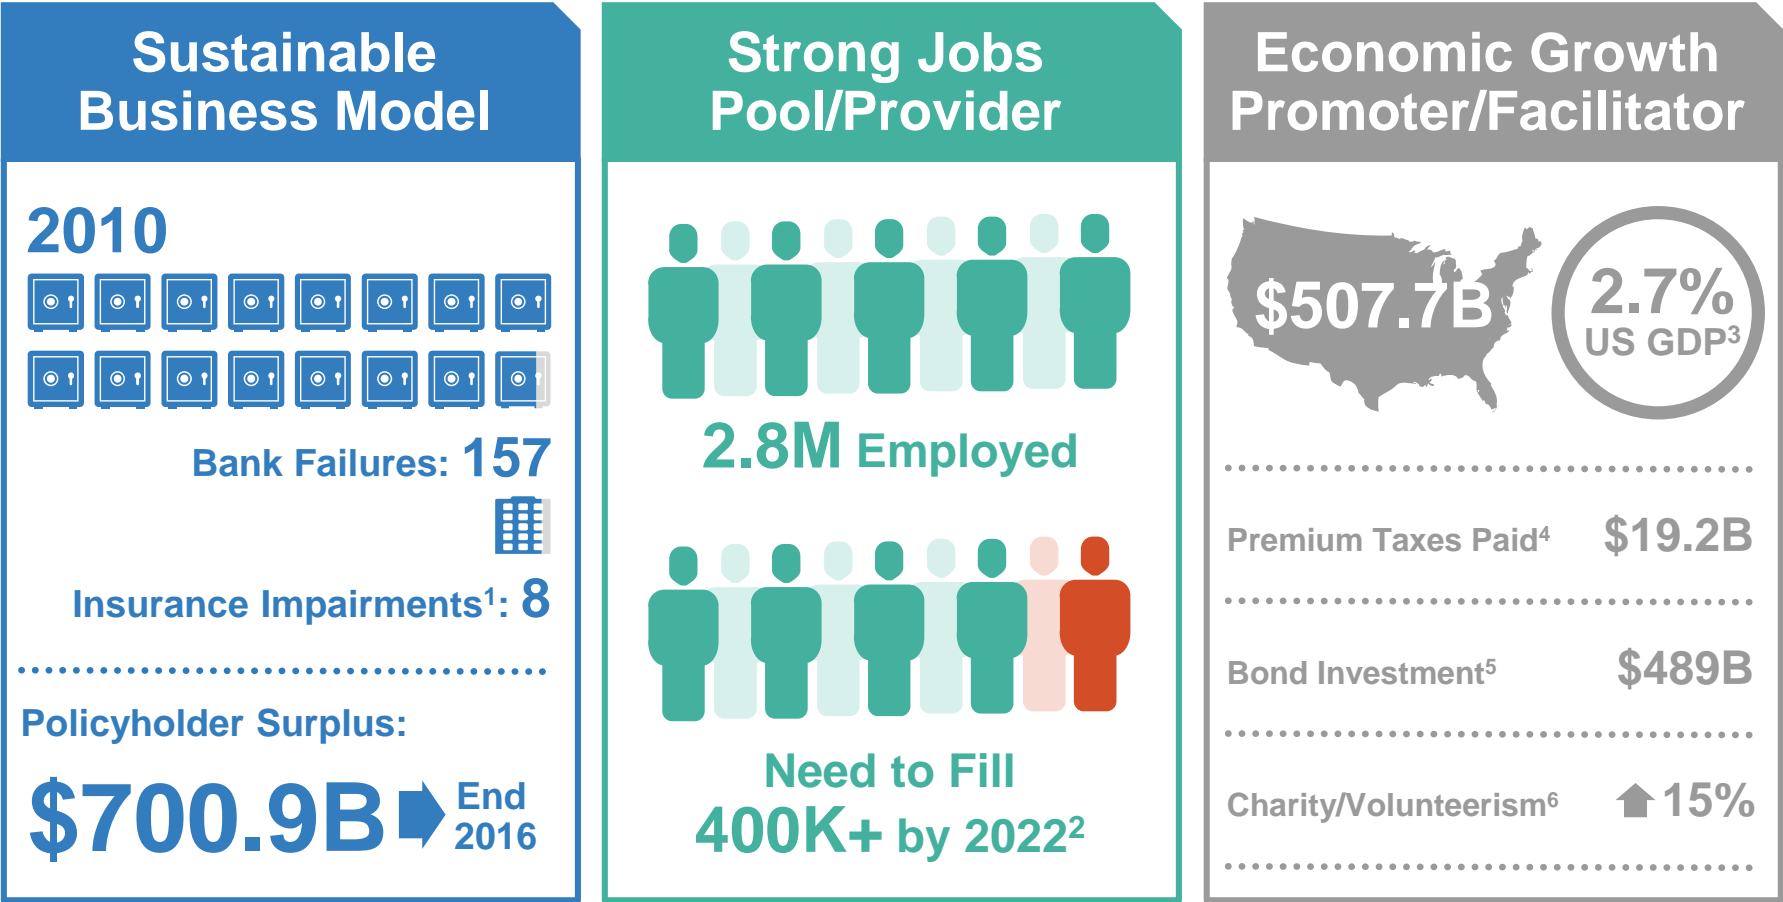 Sustainable
Business Model
2010
Bank Failures: 157
Insurance Impairments¹: 8
Policyholder Surplus:
$700.9B End
2016
Strong Jobs
Pool/Provider
2.8M Employed
Need to Fill
400K+ by 2022²
Economic Growth
Promoter/Facilitator
$507.7B
2.7%
US GDP³
Premium Taxes Paid⁴ $19.2B
Bond Investment⁵ $489B
Charity/Volunteerism⁶ 15%